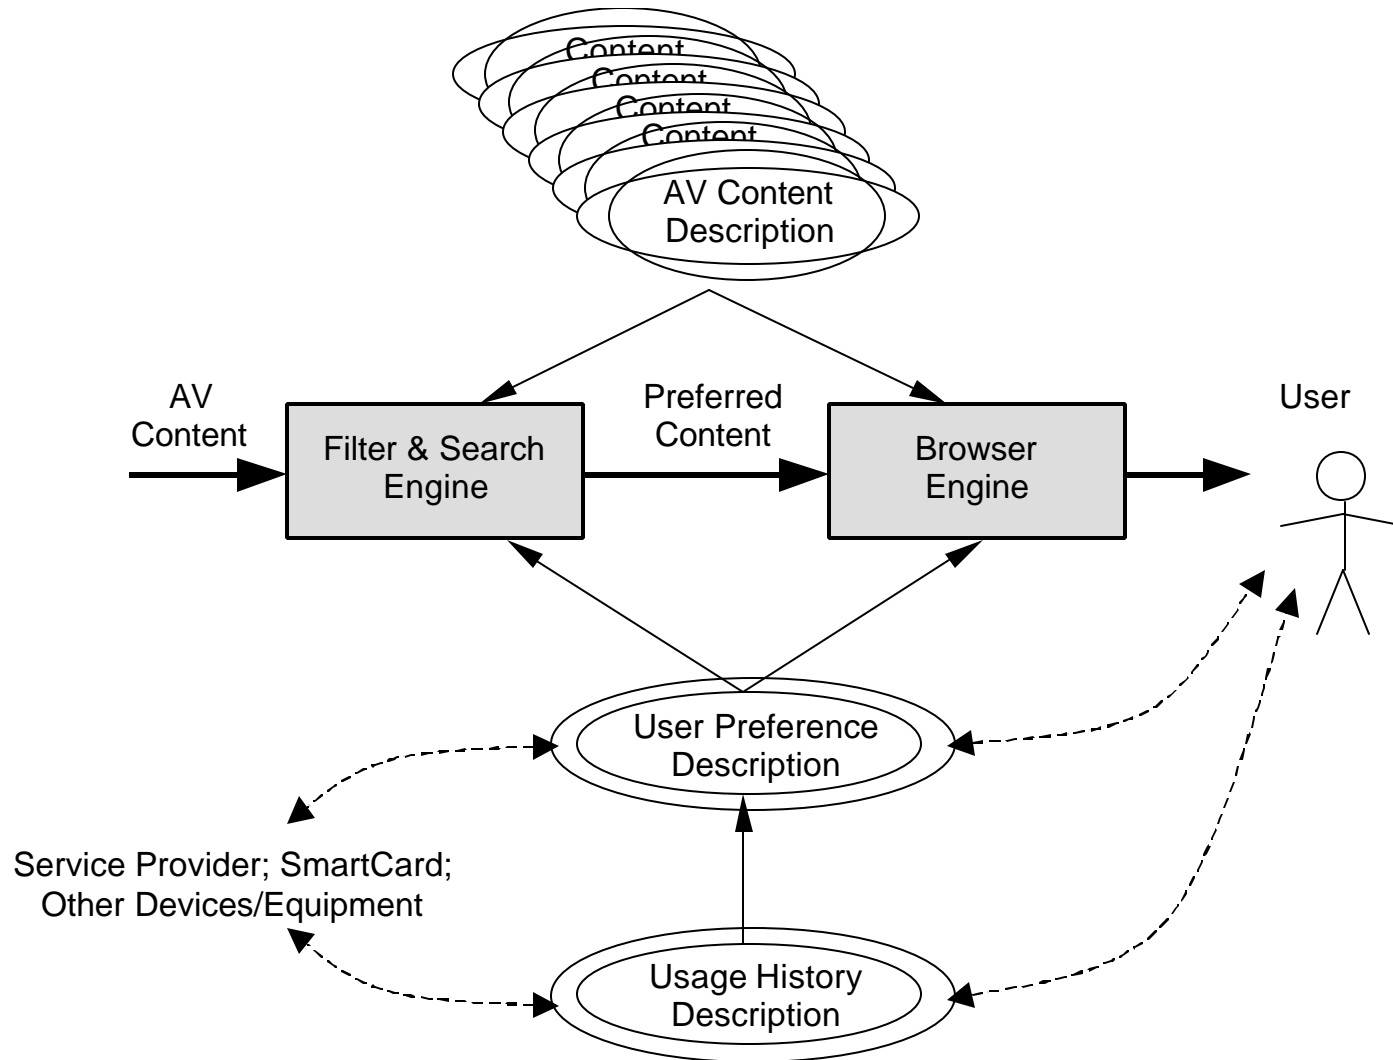 Content
Content
Content
Content
AV Content
Description
AV
Content
Preferred
Content
User
Filter & Search
Engine
Browser
Engine
User Preference
Description
Service Provider; SmartCard;
Other Devices/Equipment
Usage History
Description